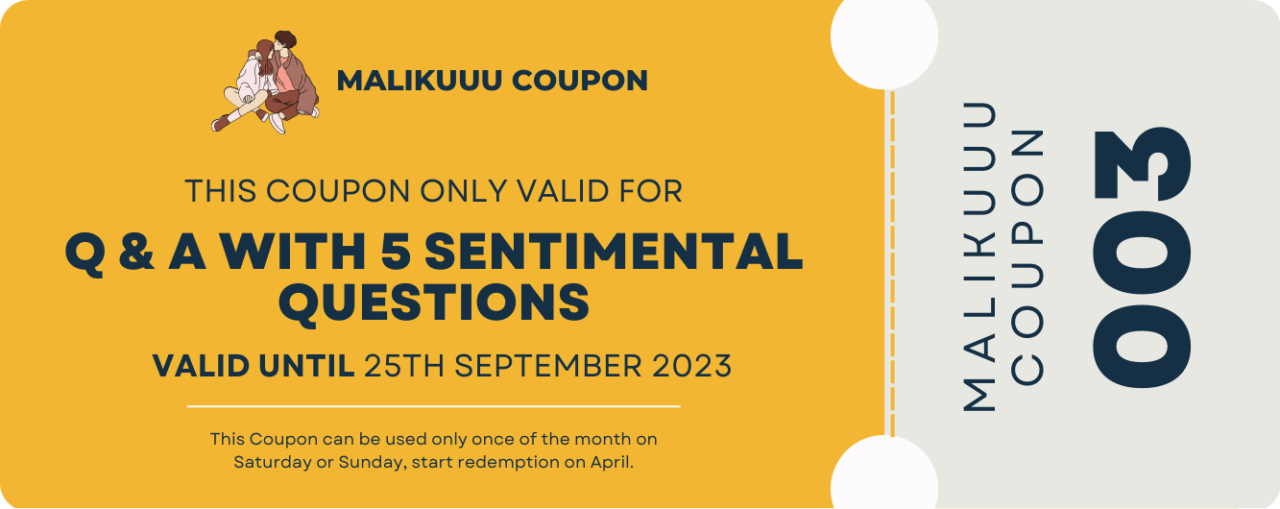 MALIKUUU COUPON
THIS COUPON ONLY VALID FOR
Q & A WITH 5 SENTIMENTAL
QUESTIONS
VALID UNTIL 25TH SEPTEMBER 2023
This Coupon can be used only once of the month on
Saturday or Sunday, start redemption on April.
MALIKUUU
COUPON
003